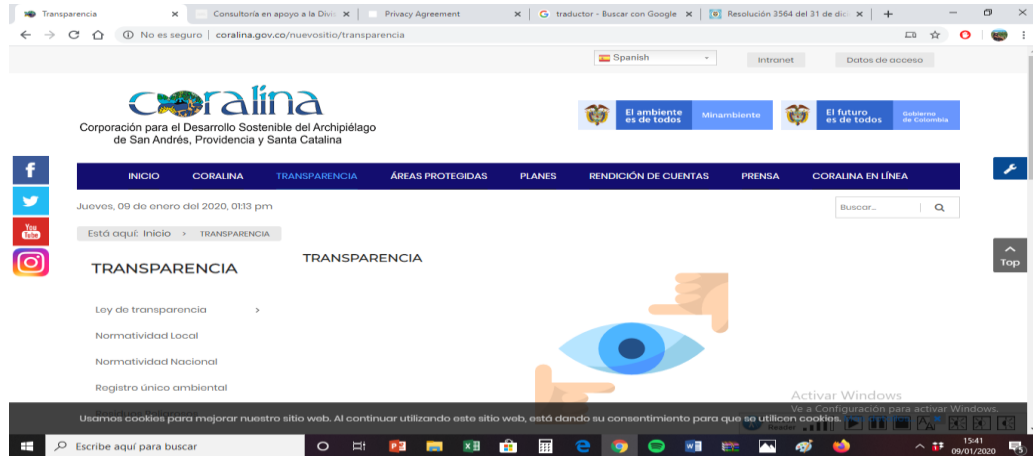 Transparencia
Consultoría en apoyo a la Divis
Privacy Agreement
traductor - Buscar con Google
Resolución 3564 del 31 de dici
No es seguro | coralina.gov.co/nuevositio/transparencia
Spanish
Intranet
Datos de acceso
coralina
Corporación para el Desarrollo Sostenible del Archipiélago
de San Andrés, Providencia y Santa Catalina
El ambiente
es de todos
Minambiente
El futuro
es de todos
Gobierno
de Colombia
INICIO CORALINA TRANSPARENCIA ÁREAS PROTEGIDAS PLANES RENDICIÓN DE CUENTAS PRENSA CORALINA EN LÍNEA
Jueves, 09 de enero del 2020, 01:13 pm
Buscar...
Está aquí: Inicio > TRANSPARENCIA
You
Tube
Top
TRANSPARENCIA
TRANSPARENCIA
Ley de transparencia >
Normatividad Local
Normatividad Nacional
Registro único ambiental
Activar Windows
Ve a Configuración para activar Windows.
Usamos cookies para mejorar nuestro sitio web. Al continuar utilizando este sitio web, está dando su consentimiento para que se utilicen cookies.
Reader
Escribe aquí para buscar
15:41
09/01/2020